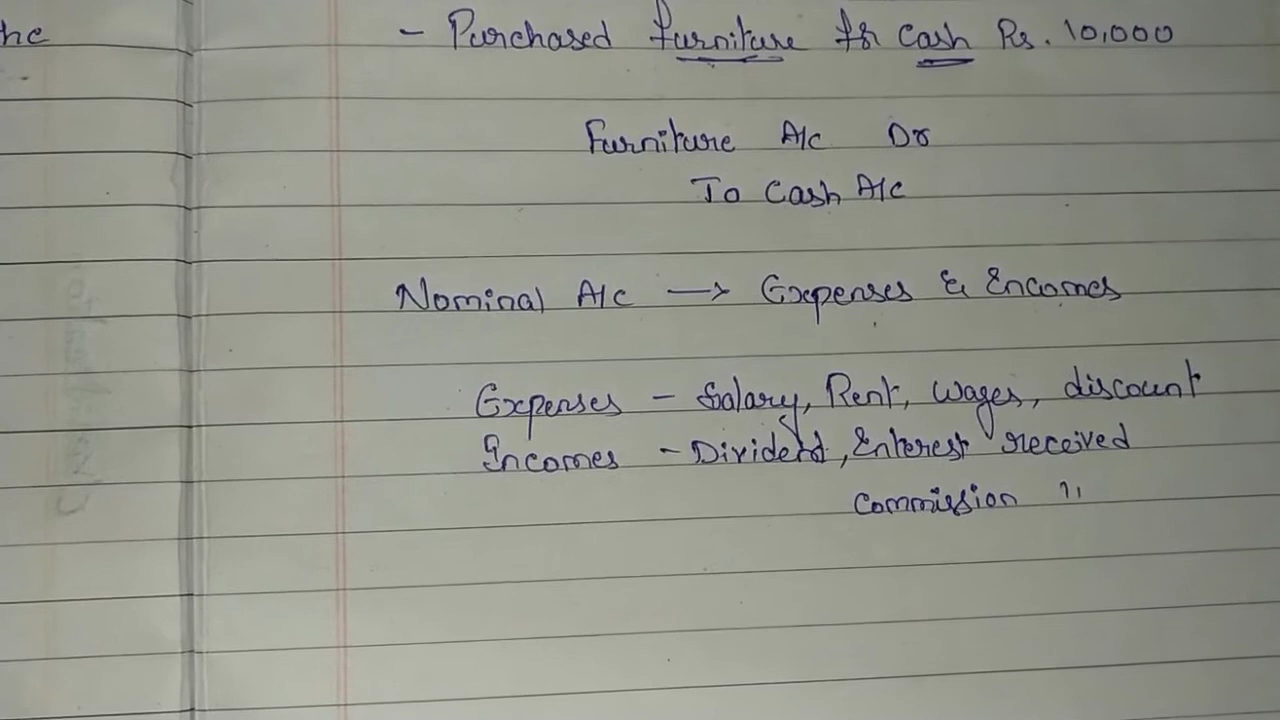 he
- Purchased furniture for cash Rs. 10,000
Furniture A/c Dr
To Cash A/c
Nominal A/c → Expenses & Incomes
Expenses - Salary, Rent, Wages, discount
Incomes - Dividend, Interest received
Commission "